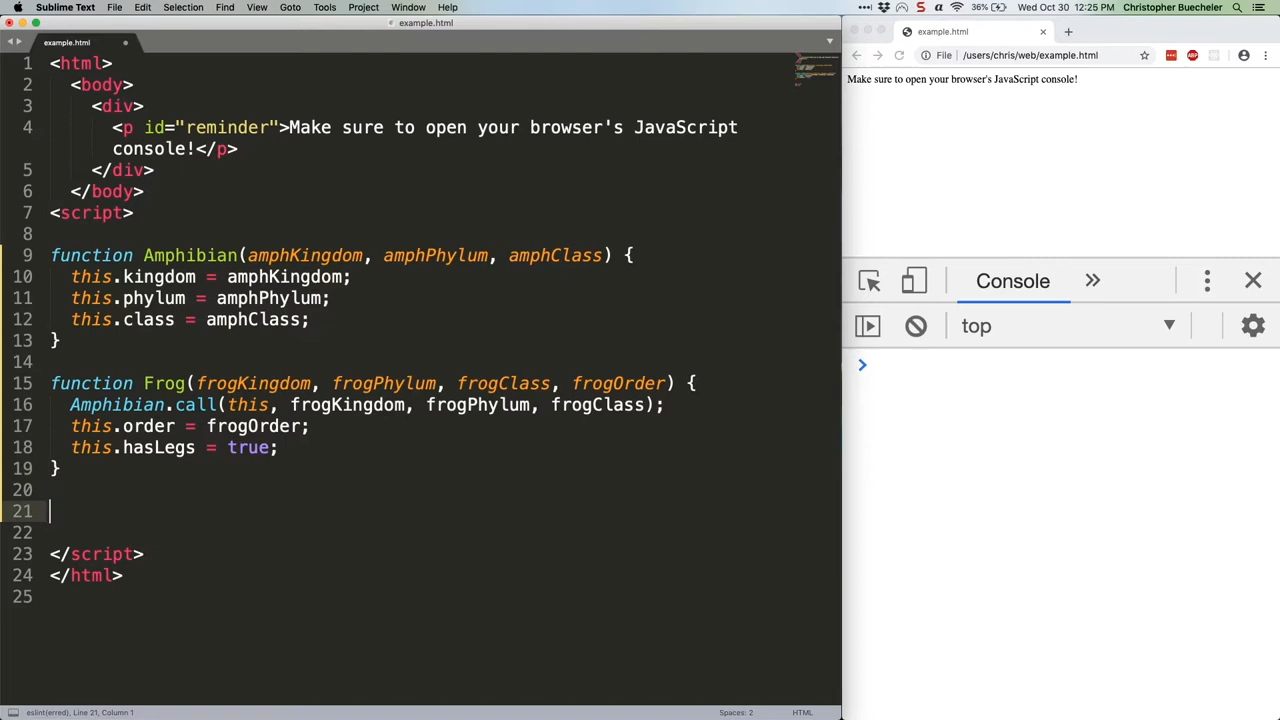 Sublime Text File Edit Selection Find View Goto Tools Project Window Help
36% Wed Oct 30 12:25 PM Christopher Buecheler
example.html
example.html
1 <html>
2 <body>
3 <div>
4 <p id="reminder">Make sure to open your browser's JavaScript
console!</p>
5 </div>
6 </body>
7 <script>
8
9 function Amphibian(amphKingdom, amphPhylum, amphClass) {
10 this.kingdom = amphKingdom;
11 this.phylum = amphPhylum;
12 this.class = amphClass;
13 }
14
15 function Frog(frogKingdom, frogPhylum, frogClass, frogOrder) {
16 Amphibian.call(this, frogKingdom, frogPhylum, frogClass);
17 this.order = frogOrder;
18 this.hasLegs = true;
19 }
20
21
22
23 </script>
24 </html>
25
eslint(erred), Line 21, Column 1
Spaces: 2 HTML
example.html
File /users/chris/web/example.html
ABP
Make sure to open your browser's JavaScript console!
Console
top